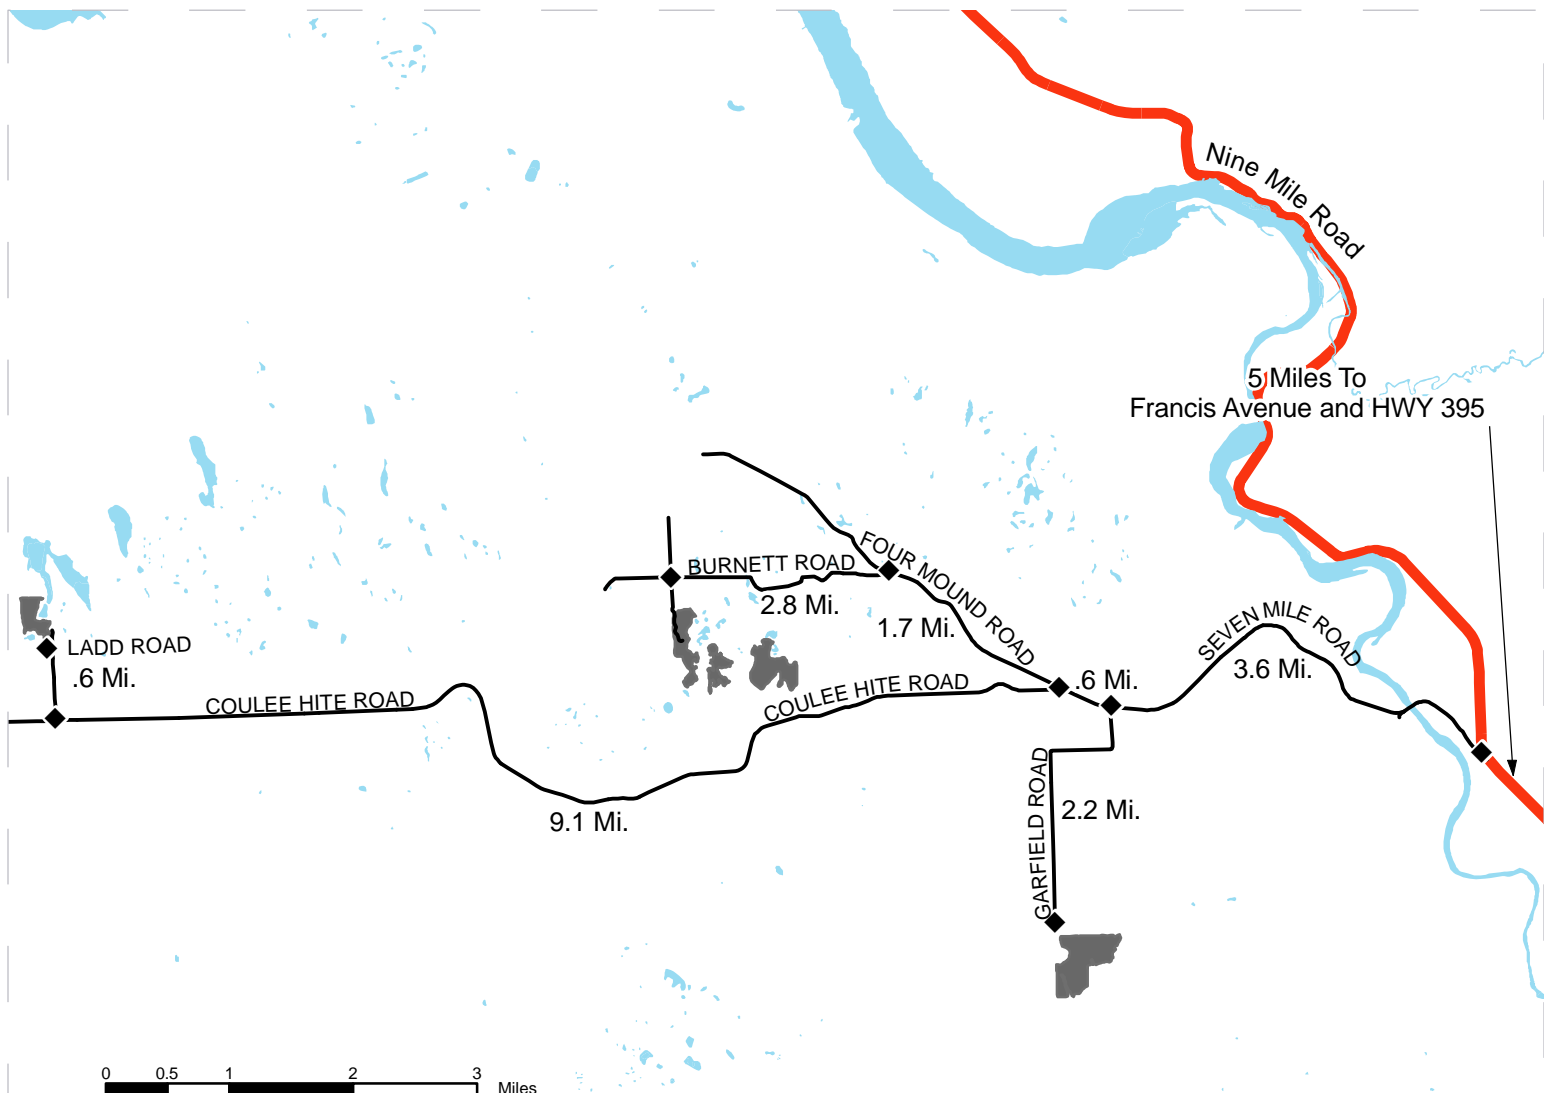 Nine Mile Road
5 Miles To
Francis Avenue and HWY 395
FOUR MOUND ROAD
BURNETT ROAD
2.8 Mi.
1.7 Mi.
SEVEN MILE ROAD
3.6 Mi.
LADD ROAD
.6 Mi.
COULEE HITE ROAD
COULEE HITE ROAD
.6 Mi.
9.1 Mi.
GARFIELD ROAD
2.2 Mi.
0 0.5 1 2 3
Miles